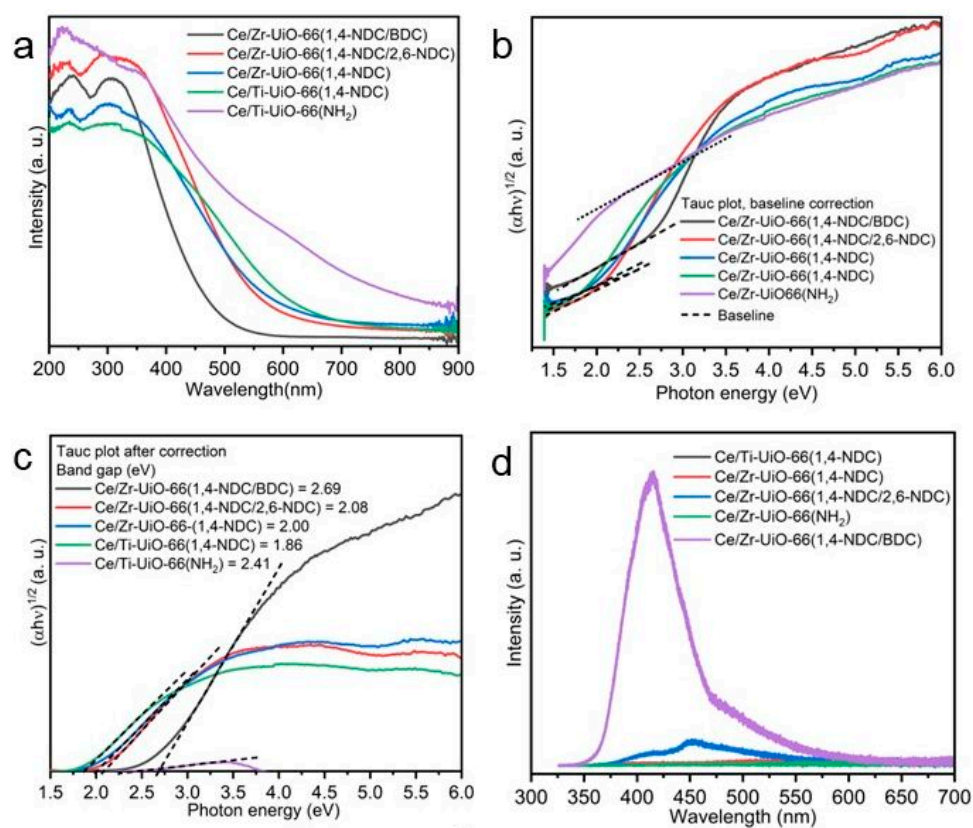 a
Ce/Zr-UiO-66(1,4-NDC/BDC)
Ce/Zr-UiO-66(1,4-NDC/2,6-NDC)
Ce/Zr-UiO-66(1,4-NDC)
Ce/Ti-UiO-66(1,4-NDC)
Ce/Ti-UiO-66(NH₂)
Intensity (a. u.)
200 300 400 500 600 700 800 900
Wavelength(nm)
b
(αhν)^1/2 (a. u.)
Tauc plot, baseline correction
Ce/Zr-UiO-66(1,4-NDC/BDC)
Ce/Zr-UiO-66(1,4-NDC/2,6-NDC)
Ce/Zr-UiO-66(1,4-NDC)
Ce/Zr-UiO-66(1,4-NDC)
Ce/Zr-UiO66(NH₂)
Baseline
1.5 2.0 2.5 3.0 3.5 4.0 4.5 5.0 5.5 6.0
Photon energy (eV)
c
Tauc plot after correction
Band gap (eV)
Ce/Zr-UiO-66(1,4-NDC/BDC) = 2.69
Ce/Zr-UiO-66(1,4-NDC/2,6-NDC) = 2.08
Ce/Zr-UiO-66-(1,4-NDC) = 2.00
Ce/Ti-UiO-66(1,4-NDC) = 1.86
Ce/Ti-UiO-66(NH₂) = 2.41
(αhν)^1/2 (a. u.)
1.5 2.0 2.5 3.0 3.5 4.0 4.5 5.0 5.5 6.0
Photon energy (eV)
d
Ce/Ti-UiO-66(1,4-NDC)
Ce/Zr-UiO-66(1,4-NDC)
Ce/Zr-UiO-66(1,4-NDC/2,6-NDC)
Ce/Zr-UiO-66(NH₂)
Ce/Zr-UiO-66(1,4-NDC/BDC)
Intensity (a. u.)
300 350 400 450 500 550 600 650 700
Wavelength (nm)